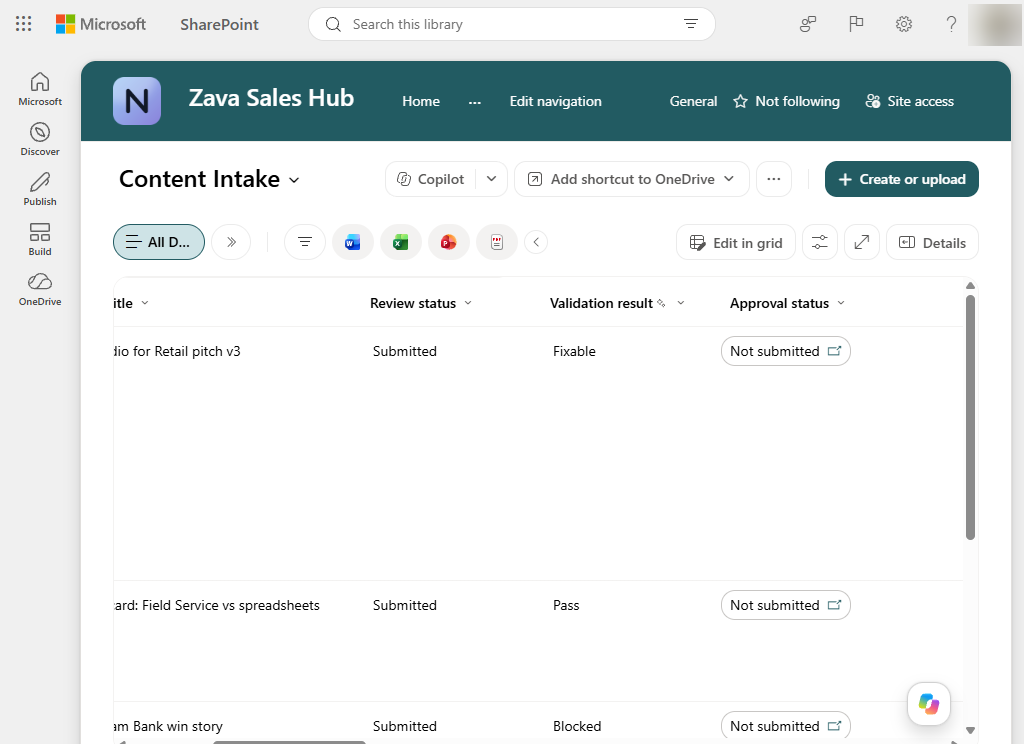 Microsoft SharePoint Search this library ?
Microsoft
Discover
Publish
Build
OneDrive
N Zava Sales Hub Home ... Edit navigation General Not following Site access
Content Intake Copilot Add shortcut to OneDrive ... + Create or upload
All D... Edit in grid Details
itle Review status Validation result Approval status
dio for Retail pitch v3 Submitted Fixable Not submitted
card: Field Service vs spreadsheets Submitted Pass Not submitted
am Bank win story Submitted Blocked Not submitted